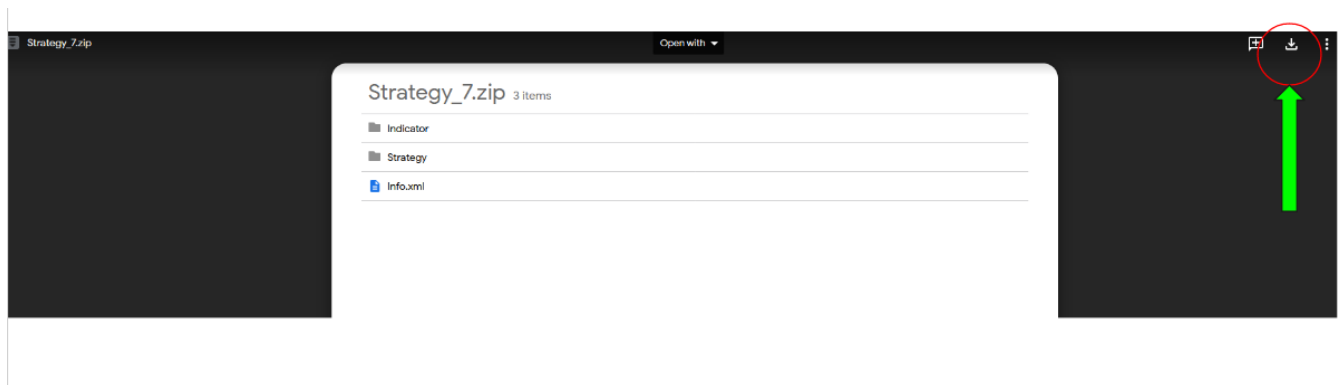 Strategy_7.zip
Open with
Strategy_7.zip 3 items
Indicator
Strategy
Info.xml